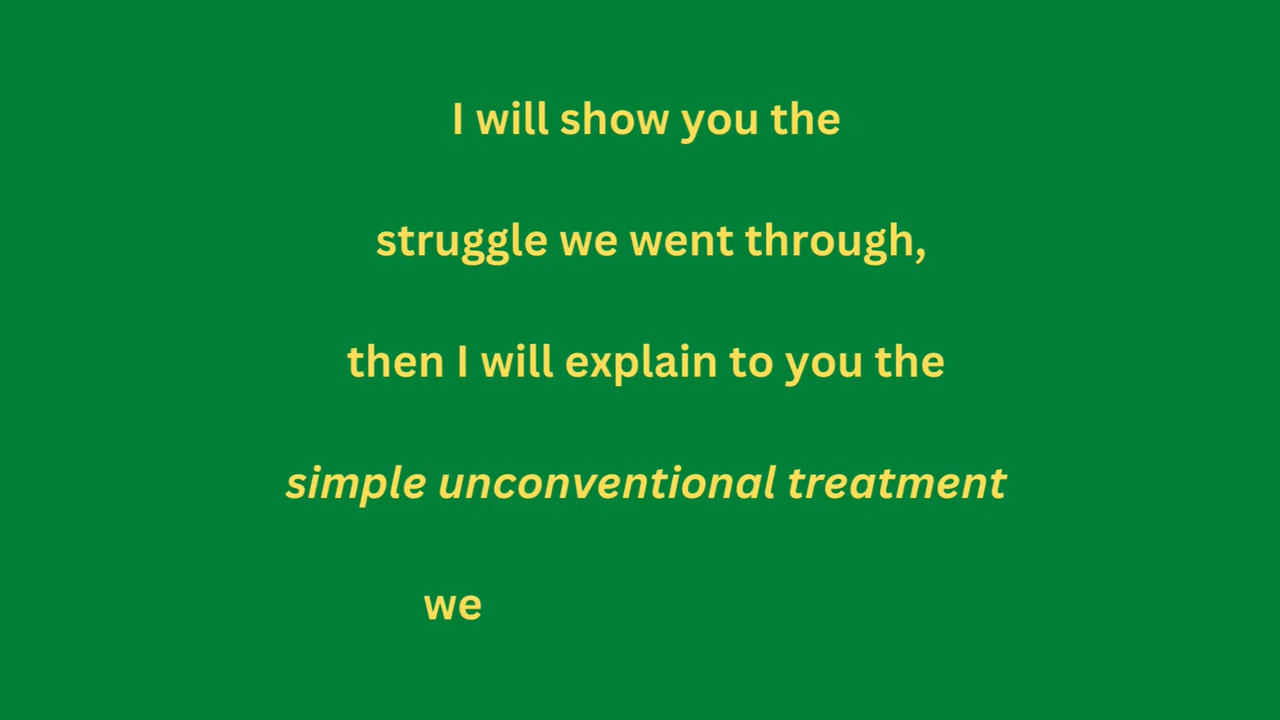 I will show you the
struggle we went through,
then I will explain to you the
simple unconventional treatment
we